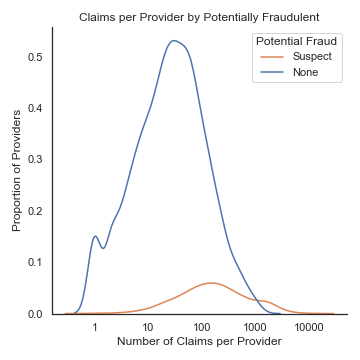 Claims per Provider by Potentially Fraudulent
Potential Fraud
Suspect
None
Proportion of Providers
0.5
0.4
0.3
0.2
0.1
0.0
1 10 100 1000 10000
Number of Claims per Provider